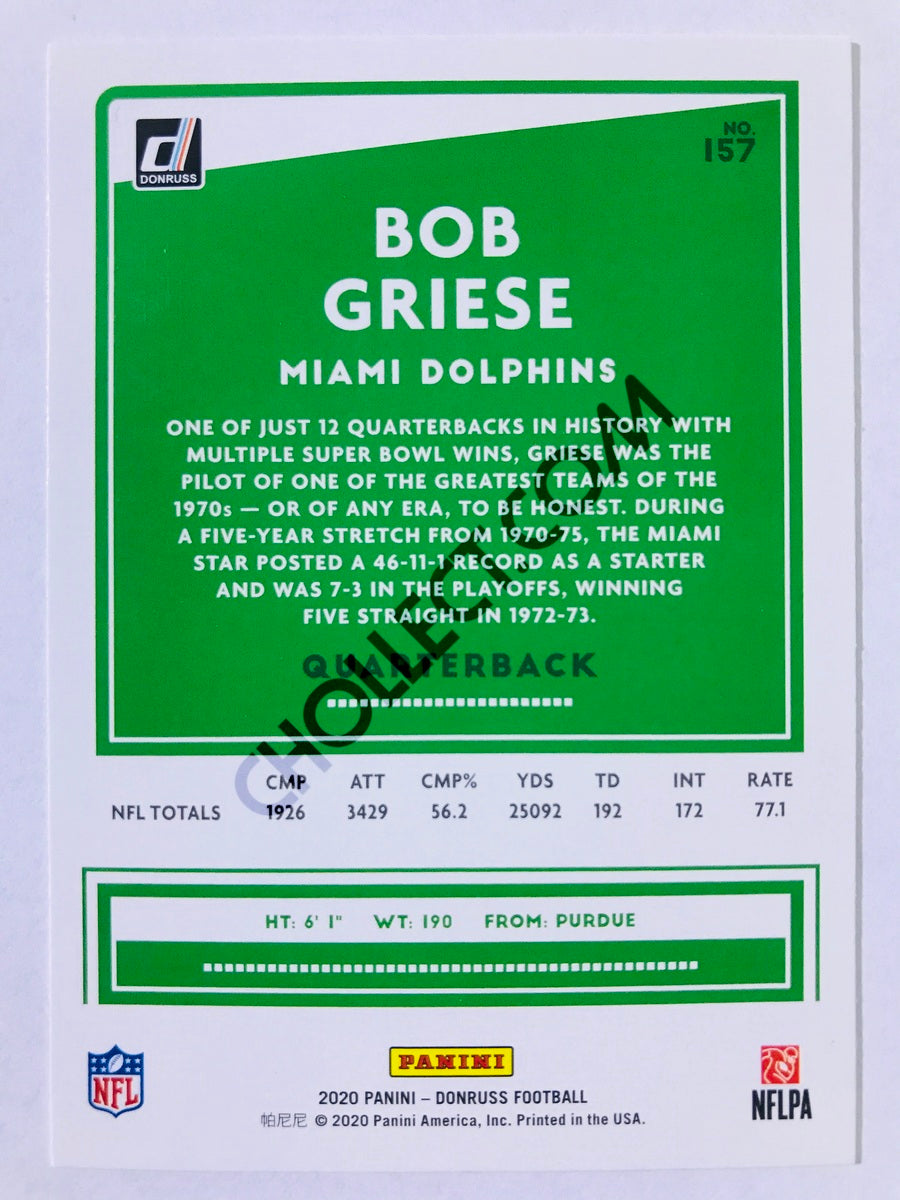 DONRUSS
NO.
157
BOB
GRIESE
MIAMI DOLPHINS
ONE OF JUST 12 QUARTERBACKS IN HISTORY WITH
MULTIPLE SUPER BOWL WINS, GRIESE WAS THE
PILOT OF ONE OF THE GREATEST TEAMS OF THE
1970s — OR OF ANY ERA, TO BE HONEST. DURING
A FIVE-YEAR STRETCH FROM 1970-75, THE MIAMI
STAR POSTED A 46-11-1 RECORD AS A STARTER
AND WAS 7-3 IN THE PLAYOFFS, WINNING
FIVE STRAIGHT IN 1972-73.
QUARTERBACK
CHOLLECT.COM
CMP ATT CMP% YDS TD INT RATE
NFL TOTALS 1926 3429 56.2 25092 192 172 77.1
HT: 6' 1" WT: 190 FROM: PURDUE
NFL
PANINI
NFLPA
2020 PANINI – DONRUSS FOOTBALL
帕尼尼 © 2020 Panini America, Inc. Printed in the USA.